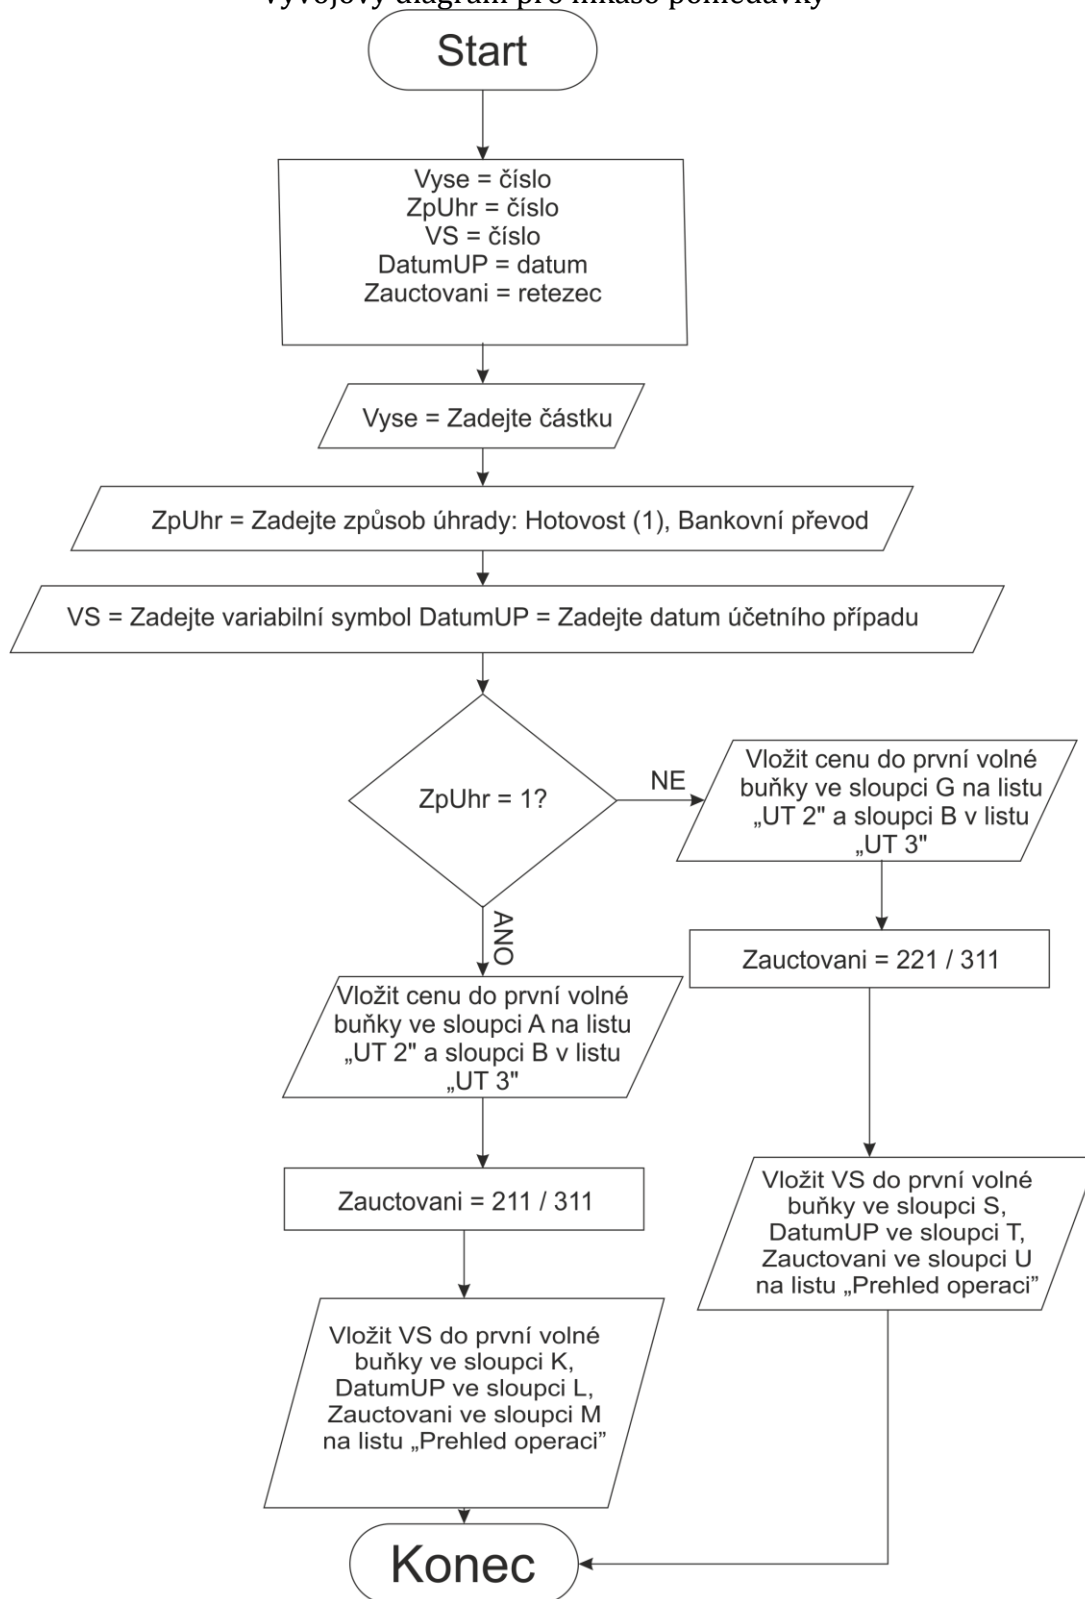 Vývojový diagram pro inkaso pohledávky
Start
Vyse = číslo
ZpUhr = číslo
VS = číslo
DatumUP = datum
Zauctovani = retezec
Vyse = Zadejte částku
ZpUhr = Zadejte způsob úhrady: Hotovost (1), Bankovní převod
VS = Zadejte variabilní symbol DatumUP = Zadejte datum účetního případu
ZpUhr = 1?
NE
Vložit cenu do první volné
buňky ve sloupci G na listu
„UT 2" a sloupci B v listu
„UT 3"
Zauctovani = 221 / 311
Vložit VS do první volné
buňky ve sloupci S,
DatumUP ve sloupci T,
Zauctovani ve sloupci U
na listu „Prehled operaci”
ANO
Vložit cenu do první volné
buňky ve sloupci A na listu
„UT 2" a sloupci B v listu
„UT 3"
Zauctovani = 211 / 311
Vložit VS do první volné
buňky ve sloupci K,
DatumUP ve sloupci L,
Zauctovani ve sloupci M
na listu „Prehled operaci”
Konec